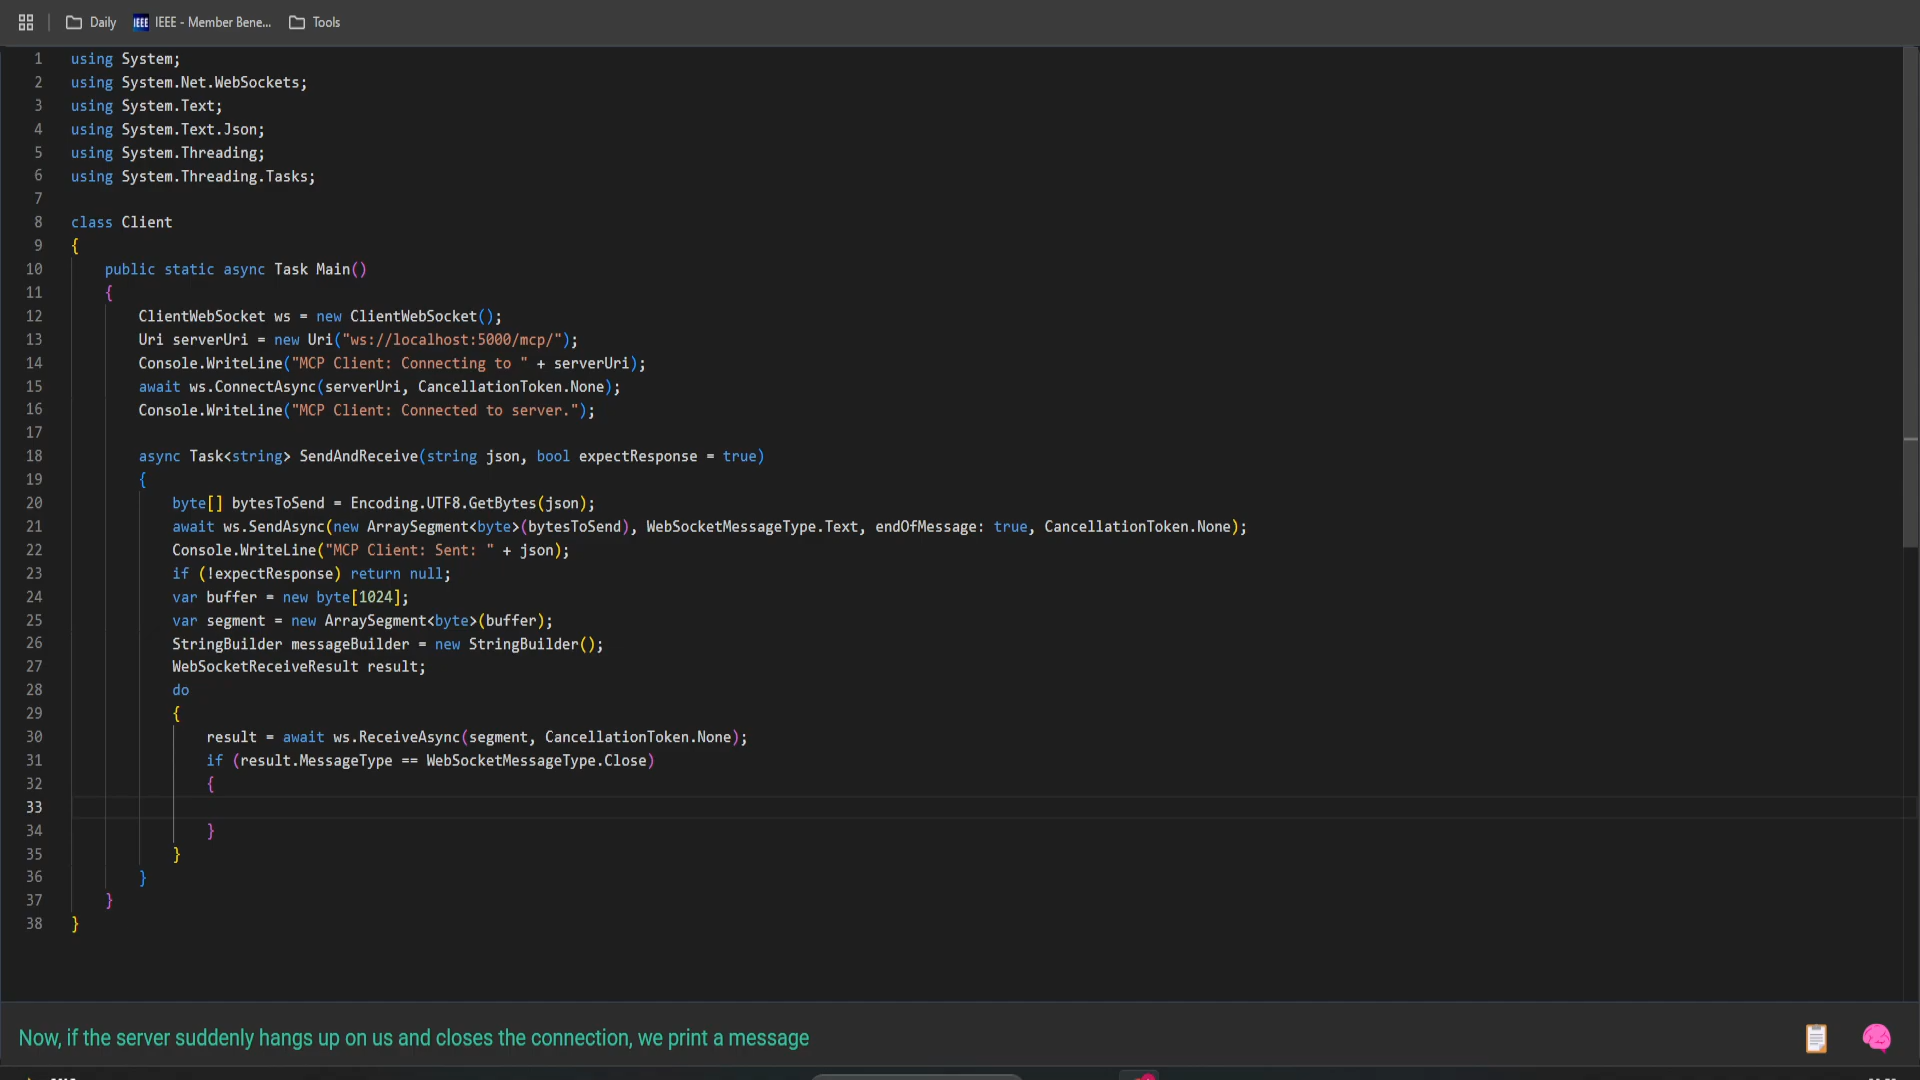 Daily IEEE IEEE - Member Bene... Tools
1 using System;
2 using System.Net.WebSockets;
3 using System.Text;
4 using System.Text.Json;
5 using System.Threading;
6 using System.Threading.Tasks;
7
8 class Client
9 {
10 public static async Task Main()
11 {
12 ClientWebSocket ws = new ClientWebSocket();
13 Uri serverUri = new Uri("ws://localhost:5000/mcp/");
14 Console.WriteLine("MCP Client: Connecting to " + serverUri);
15 await ws.ConnectAsync(serverUri, CancellationToken.None);
16 Console.WriteLine("MCP Client: Connected to server.");
17
18 async Task<string> SendAndReceive(string json, bool expectResponse = true)
19 {
20 byte[] bytesToSend = Encoding.UTF8.GetBytes(json);
21 await ws.SendAsync(new ArraySegment<byte>(bytesToSend), WebSocketMessageType.Text, endOfMessage: true, CancellationToken.None);
22 Console.WriteLine("MCP Client: Sent: " + json);
23 if (!expectResponse) return null;
24 var buffer = new byte[1024];
25 var segment = new ArraySegment<byte>(buffer);
26 StringBuilder messageBuilder = new StringBuilder();
27 WebSocketReceiveResult result;
28 do
29 {
30 result = await ws.ReceiveAsync(segment, CancellationToken.None);
31 if (result.MessageType == WebSocketMessageType.Close)
32 {
33
34 }
35 }
36 }
37 }
38 }
Now, if the server suddenly hangs up on us and closes the connection, we print a message